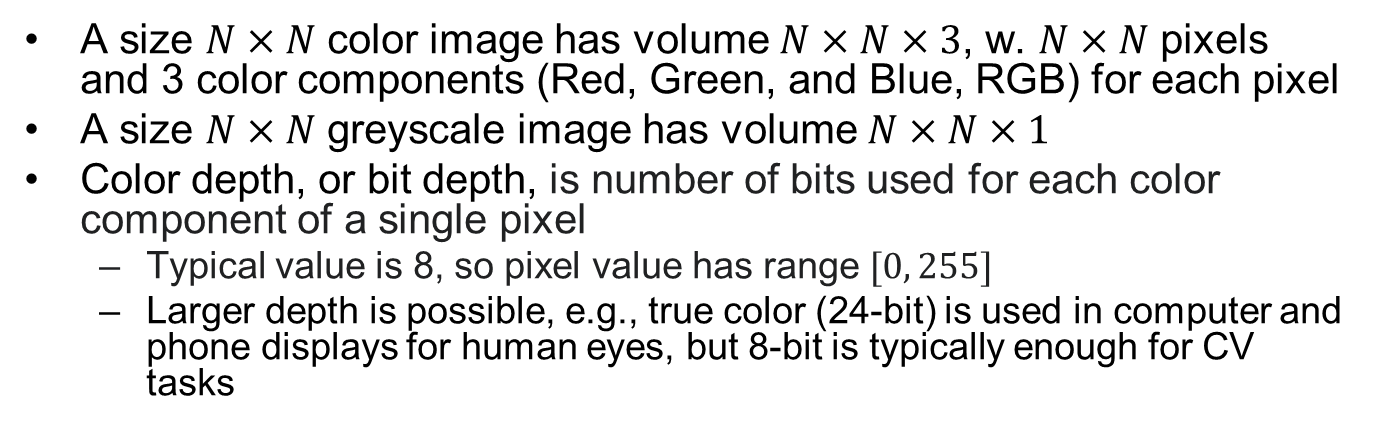 • A size N × N color image has volume N × N × 3, w. N × N pixels
and 3 color components (Red, Green, and Blue, RGB) for each pixel
• A size N × N greyscale image has volume N × N × 1
• Color depth, or bit depth, is number of bits used for each color
component of a single pixel
– Typical value is 8, so pixel value has range [0, 255]
– Larger depth is possible, e.g., true color (24-bit) is used in computer and
phone displays for human eyes, but 8-bit is typically enough for CV
tasks